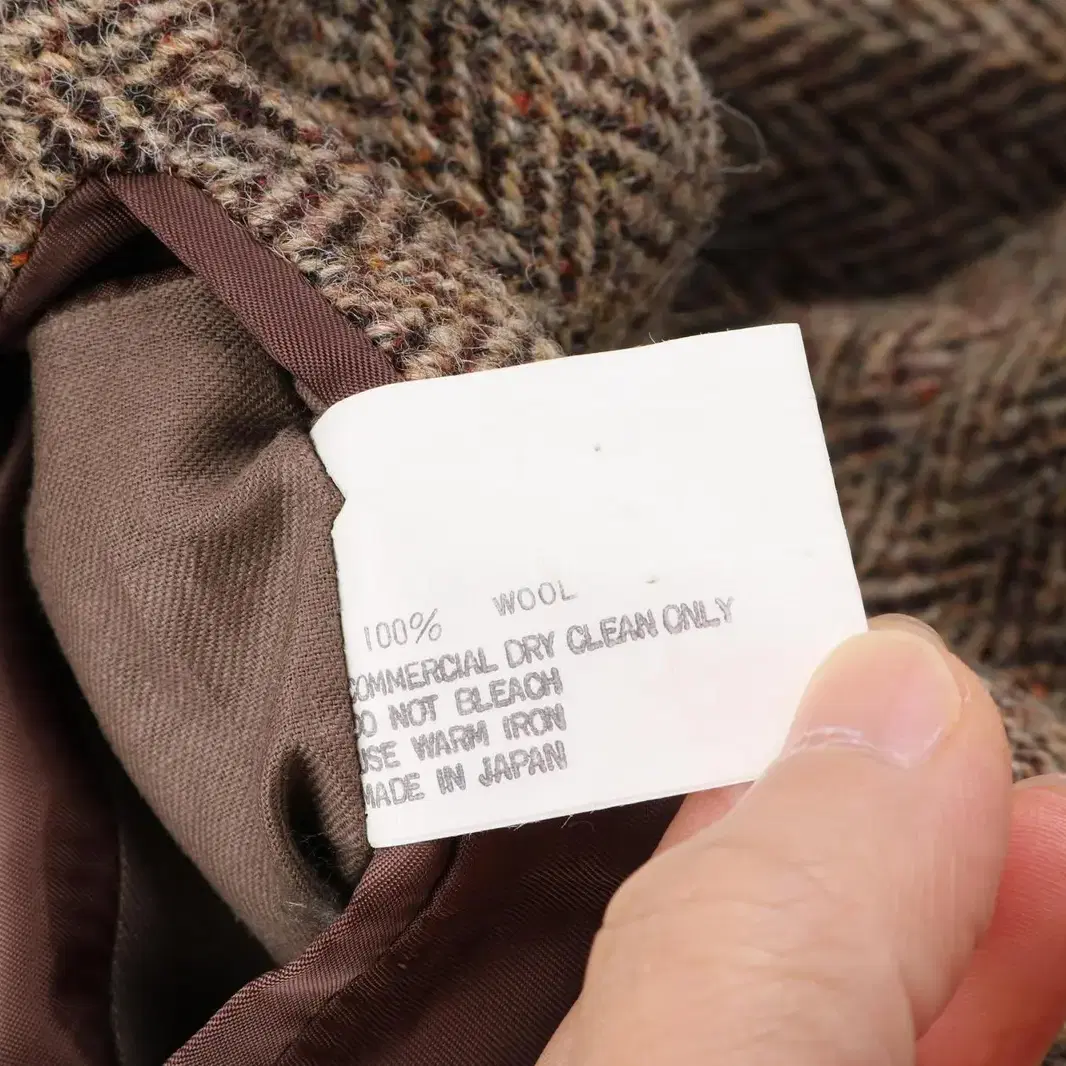 100% WOOL
COMMERCIAL DRY CLEAN ONLY
DO NOT BLEACH
USE WARM IRON
MADE IN JAPAN